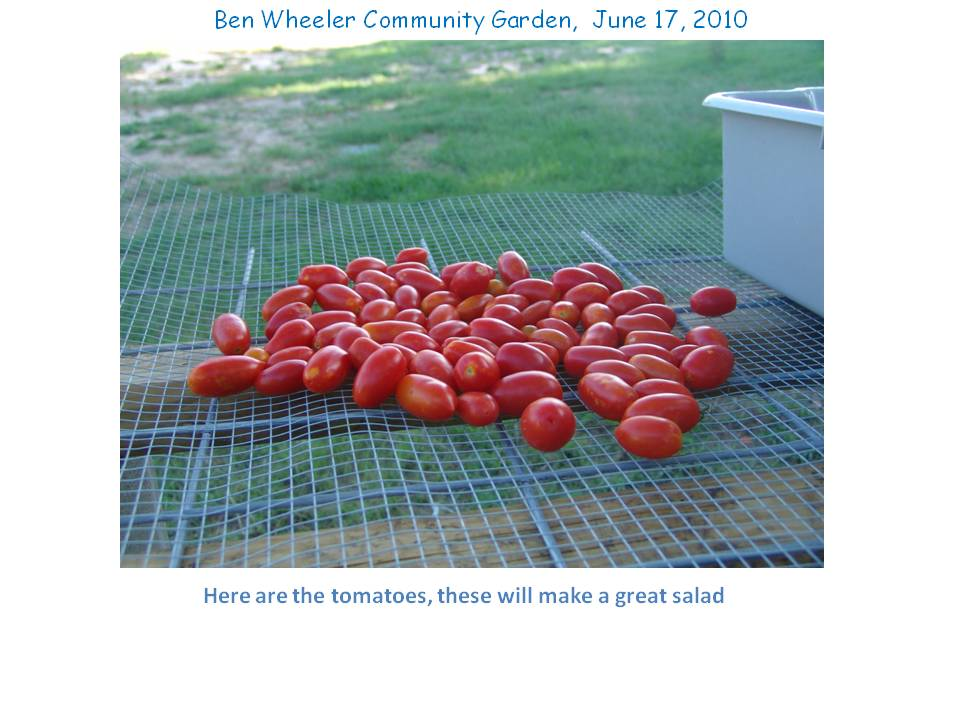 Ben Wheeler Community Garden,  June 17, 2010
Here are the tomatoes, these will make a great salad